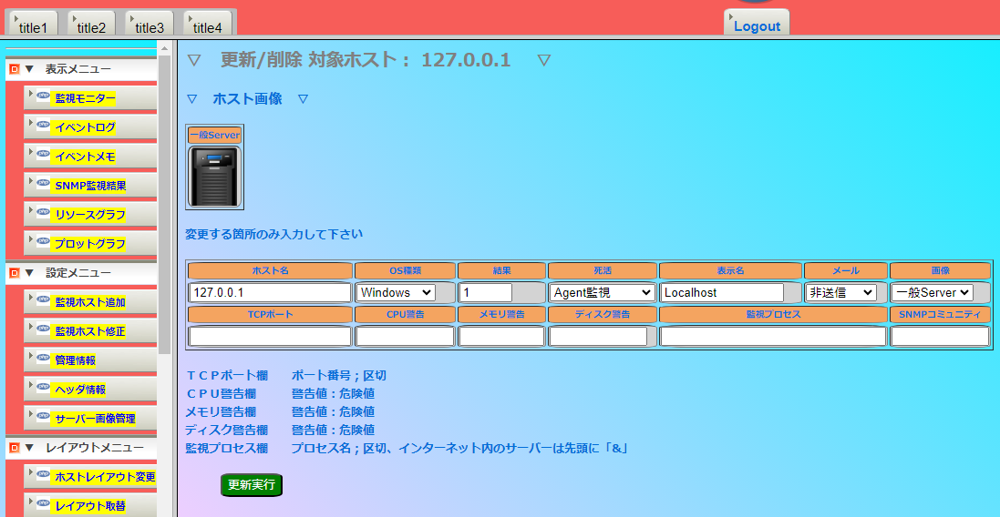 title1 title2 title3 title4 Logout
▼ 表示メニュー
監視モニター
イベントログ
イベントメモ
SNMP監視結果
リソースグラフ
プロットグラフ
▼ 設定メニュー
監視ホスト追加
監視ホスト修正
管理情報
ヘッダ情報
サーバー画像管理
▼ レイアウトメニュー
ホストレイアウト変更
レイアウト取替
▽ 更新/削除 対象ホスト： 127.0.0.1 ▽
▽ ホスト画像 ▽
一般Server
変更する箇所のみ入力して下さい
ホスト名 OS種類 結果 死活 表示名 メール 画像
127.0.0.1 Windows 1 Agent監視 Localhost 非送信 一般Server
TCPポート CPU警告 メモリ警告 ディスク警告 監視プロセス SNMPコミュニティ
ＴＣＰポート欄 ポート番号；区切
ＣＰＵ警告欄 警告値：危険値
メモリ警告欄 警告値：危険値
ディスク警告欄 警告値：危険値
監視プロセス欄 プロセス名；区切、インターネット内のサーバーは先頭に「&」
更新実行